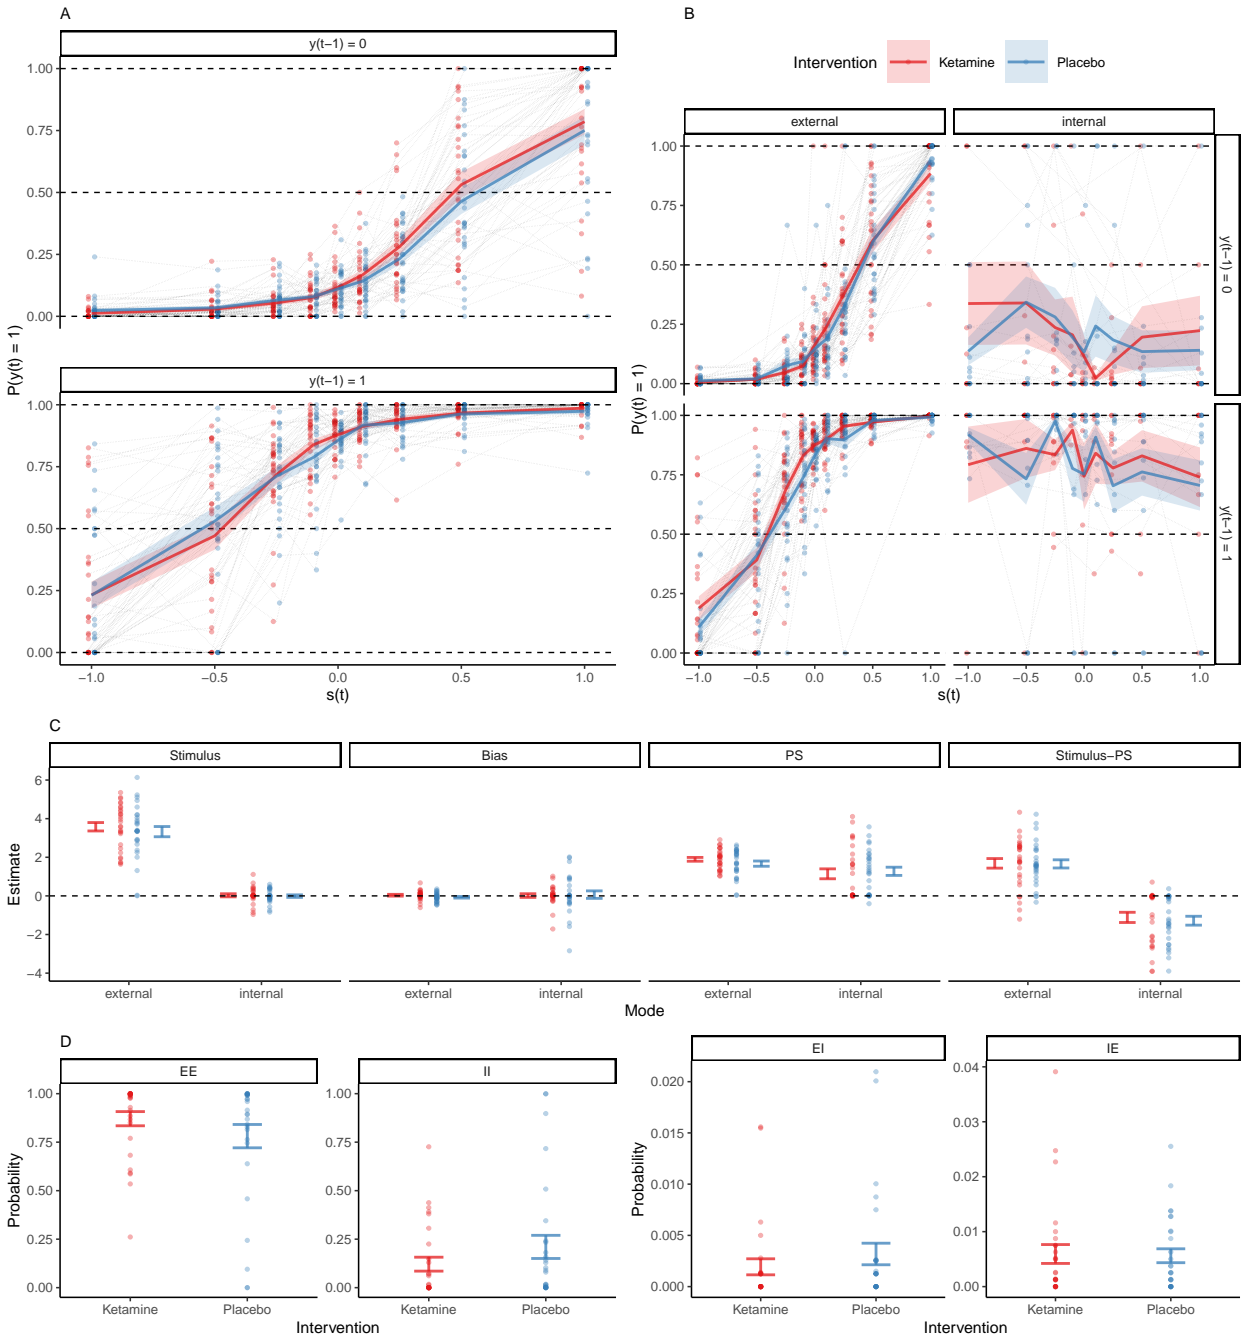 A
y(t−1) = 0
1.00
0.75
0.50
0.25
0.00
P(y(t) = 1)
y(t−1) = 1
1.00
0.75
0.50
0.25
0.00
−1.0 −0.5 0.0 0.5 1.0
s(t)
B
Intervention Ketamine Placebo
external internal
1.00
0.75
0.50
0.25
0.00
y(t−1) = 0
P(y(t) = 1)
1.00
0.75
0.50
0.25
0.00
y(t−1) = 1
−1.0 −0.5 0.0 0.5 1.0 −1.0 −0.5 0.0 0.5 1.0
s(t)
C
Stimulus Bias PS Stimulus−PS
6
4
2
0
−2
−4
Estimate
external internal external internal external internal external internal
Mode
D
EE II
1.00
0.75
0.50
0.25
0.00
Probability
1.00
0.75
0.50
0.25
0.00
Ketamine Placebo Ketamine Placebo
Intervention
EI IE
0.020
0.015
0.010
0.005
0.000
Probability
0.04
0.03
0.02
0.01
0.00
Ketamine Placebo Ketamine Placebo
Intervention